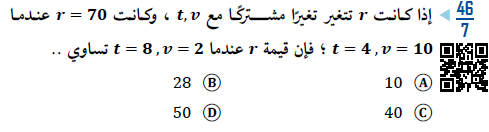 46/7 إذا كانت r تتغير تغيرًا مشتركًا مع t, v ، وكانت r = 70 عندما
t = 4 , v = 10 ؛ فإن قيمة r عندما t = 8 , v = 2 تساوي ..
A 10 B 28
C 40 D 50